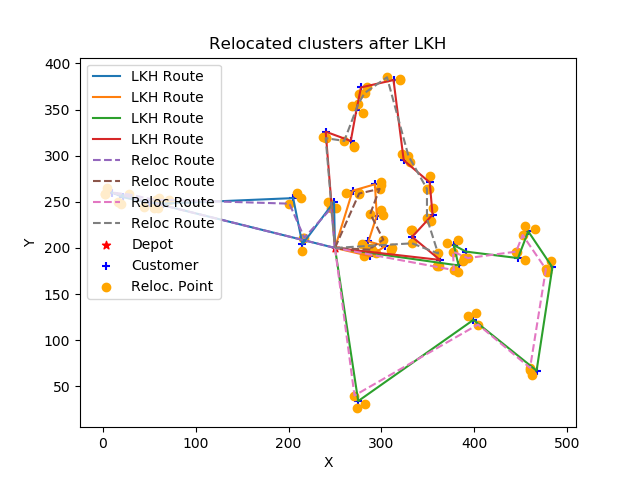 Relocated clusters after LKH
400
350
300
250
200
150
100
50
Y
LKH Route
LKH Route
LKH Route
LKH Route
Reloc Route
Reloc Route
Reloc Route
Reloc Route
Depot
Customer
Reloc. Point
0
100
200
300
400
500
X